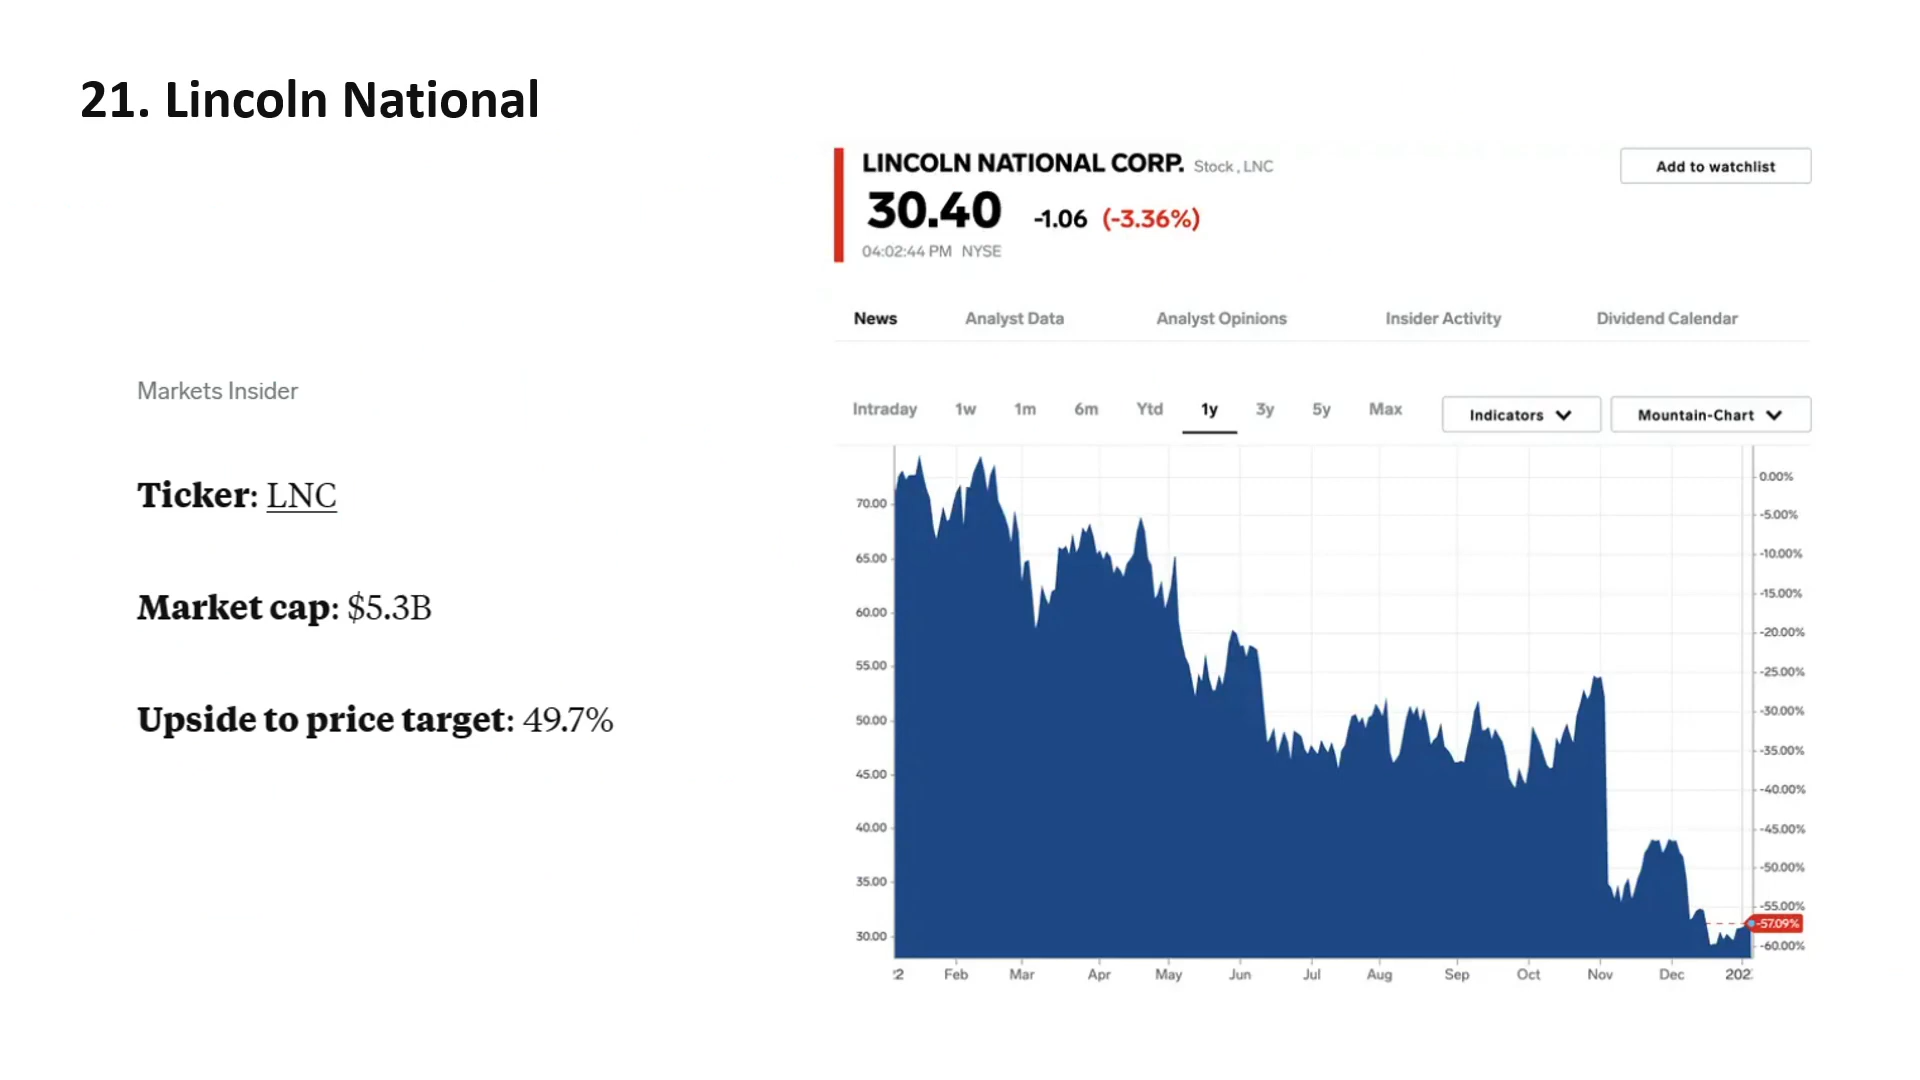 21. Lincoln National
LINCOLN NATIONAL CORP. Stock, LNC
Add to watchlist
30.40 -1.06 (-3.36%)
04:02:44 PM NYSE
News Analyst Data Analyst Opinions Insider Activity Dividend Calendar
Markets Insider
Intraday 1w 1m 6m Ytd 1y 3y 5y Max Indicators Mountain-Chart
Ticker: LNC
Market cap: $5.3B
Upside to price target: 49.7%
70.00
65.00
60.00
55.00
50.00
45.00
40.00
35.00
30.00
0.00%
-5.00%
-10.00%
-15.00%
-20.00%
-25.00%
-30.00%
-35.00%
-40.00%
-45.00%
-50.00%
-55.00%
-57.09%
-60.00%
:2 Feb Mar Apr May Jun Jul Aug Sep Oct Nov Dec 202